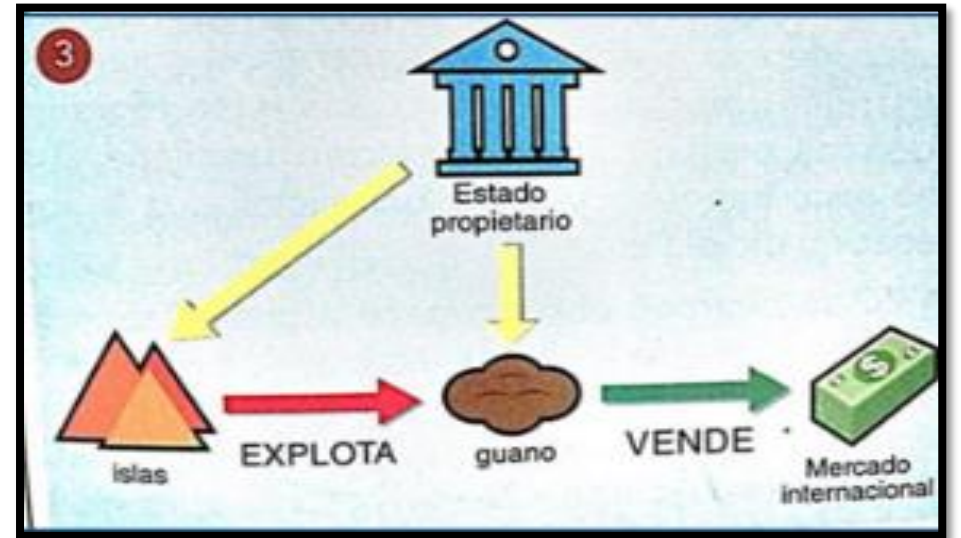 3
Estado
propietario
EXPLOTA
VENDE
islas
guano
Mercado
internacional
$